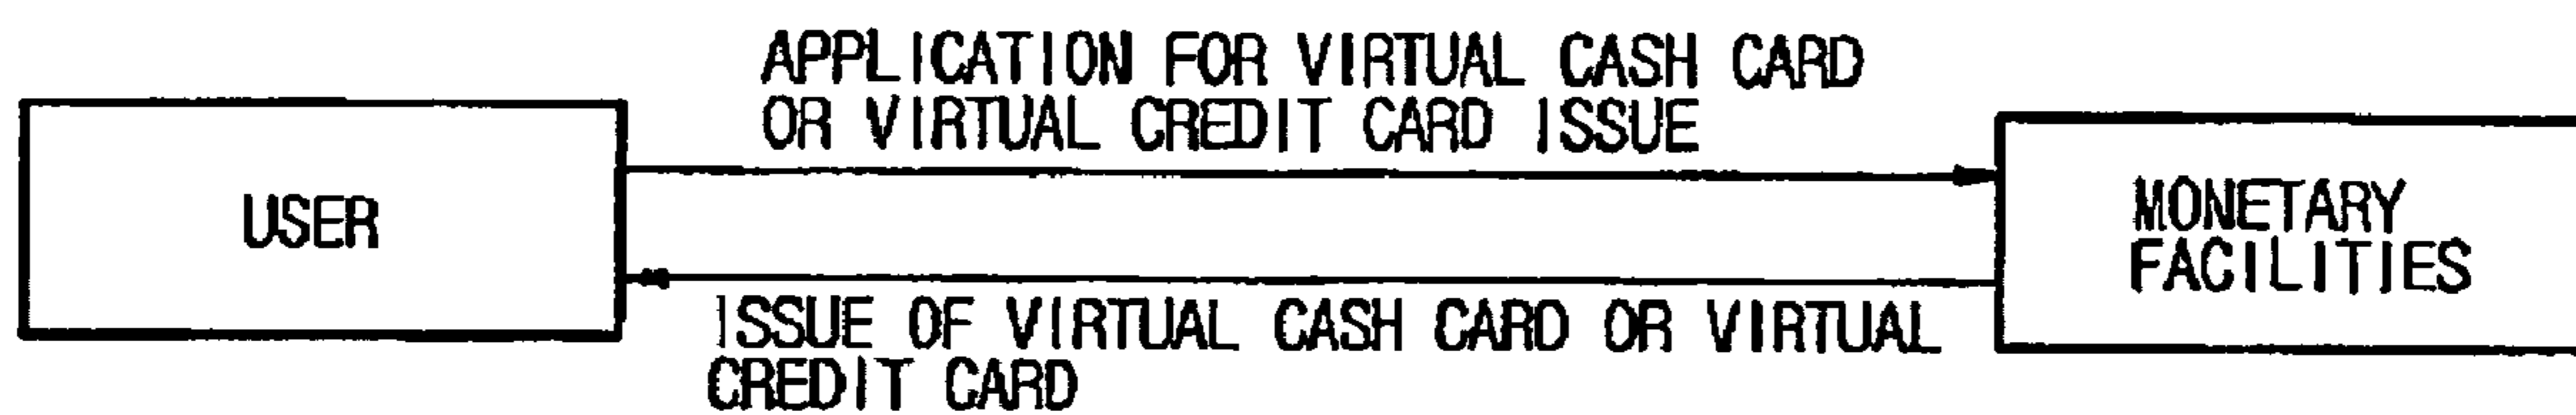 APPLICATION FOR VIRTUAL CASH CARD
OR VIRTUAL CREDIT CARD ISSUE
USER
MONETARY
FACILITIES
ISSUE OF VIRTUAL CASH CARD OR VIRTUAL
CREDIT CARD